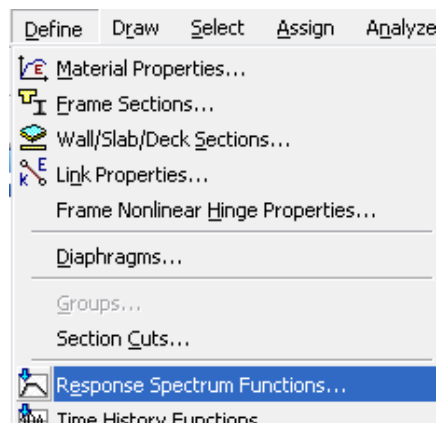 Define Draw Select Assign Analyze
Material Properties...
Frame Sections...
Wall/Slab/Deck Sections...
Link Properties...
Frame Nonlinear Hinge Properties...
Diaphragms...
Groups...
Section Cuts...
Response Spectrum Functions...
Time History Functions